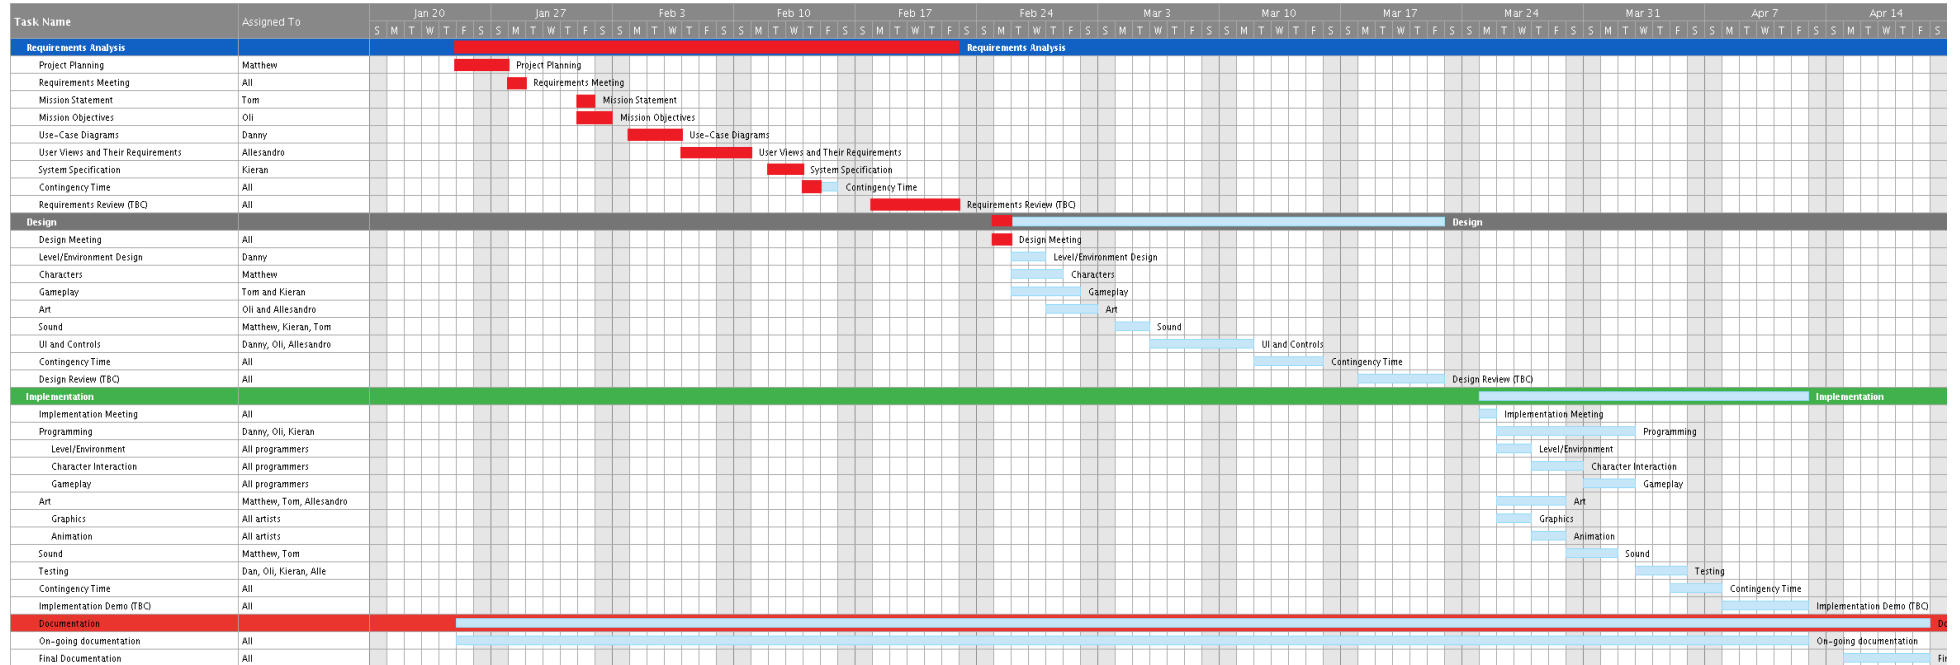 Task Name Assigned To Jan 20 Jan 27 Feb 3 Feb 10 Feb 17 Feb 24 Mar 3 Mar 10 Mar 17 Mar 24 Mar 31 Apr 7 Apr 14
S M T W T F S S M T W T F S S M T W T F S S M T W T F S S M T W T F S S M T W T F S S M T W T F S S M T W T F S S M T W T F S S M T W T F S S M T W T F S S M T W T F S S M T W T F S
Requirements Analysis Requirements Analysis
Project Planning Matthew Project Planning
Requirements Meeting All Requirements Meeting
Mission Statement Tom Mission Statement
Mission Objectives Oli Mission Objectives
Use-Case Diagrams Danny Use-Case Diagrams
User Views and Their Requirements Allesandro User Views and Their Requirements
System Specification Kieran System Specification
Contingency Time All Contingency Time
Requirements Review (TBC) All Requirements Review (TBC)
Design Design
Design Meeting All Design Meeting
Level/Environment Design Danny Level/Environment Design
Characters Matthew Characters
Gameplay Tom and Kieran Gameplay
Art Oli and Allesandro Art
Sound Matthew, Kieran, Tom Sound
UI and Controls Danny, Oli, Allesandro UI and Controls
Contingency Time All Contingency Time
Design Review (TBC) All Design Review (TBC)
Implementation Implementation
Implementation Meeting All Implementation Meeting
Programming Danny, Oli, Kieran Programming
Level/Environment All programmers Level/Environment
Character Interaction All programmers Character Interaction
Gameplay All programmers Gameplay
Art Matthew, Tom, Allesandro Art
Graphics All artists Graphics
Animation All artists Animation
Sound Matthew, Tom Sound
Testing Dan, Oli, Kieran, Alle Testing
Contingency Time All Contingency Time
Implementation Demo (TBC) All Implementation Demo (TBC)
Documentation
On-going documentation All On-going documentation
Final Documentation All